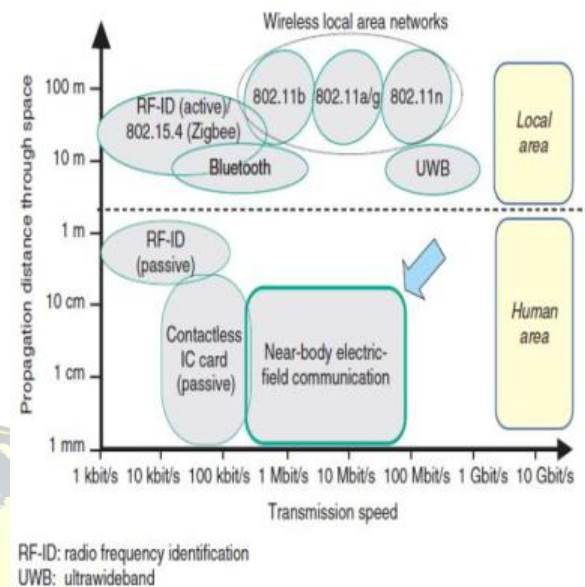 Wireless local area networks
100 m
RF-ID (active)/
802.15.4 (Zigbee)
802.11b
802.11a/g
802.11n
Local
area
10 m
Bluetooth
UWB
1 m
RF-ID
(passive)
10 cm
Contactless
IC card
(passive)
Near-body electric-
field communication
Human
area
1 cm
1 mm
Propagation distance through space
1 kbit/s 10 kbit/s 100 kbit/s 1 Mbit/s 10 Mbit/s 100 Mbit/s 1 Gbit/s 10 Gbit/s
Transmission speed
RF-ID: radio frequency identification
UWB: ultrawideband